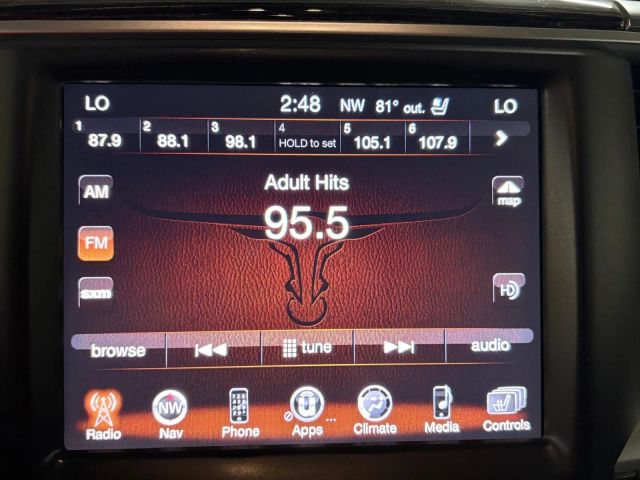 LO 2:48 NW 81° out. LO
1 87.9 2 88.1 3 98.1 4 HOLD to set 5 105.1 6 107.9
Adult Hits
AM 95.5 map
FM
SXM HD
browse tune audio
NW
Radio Nav Phone Apps ... Climate Media Controls